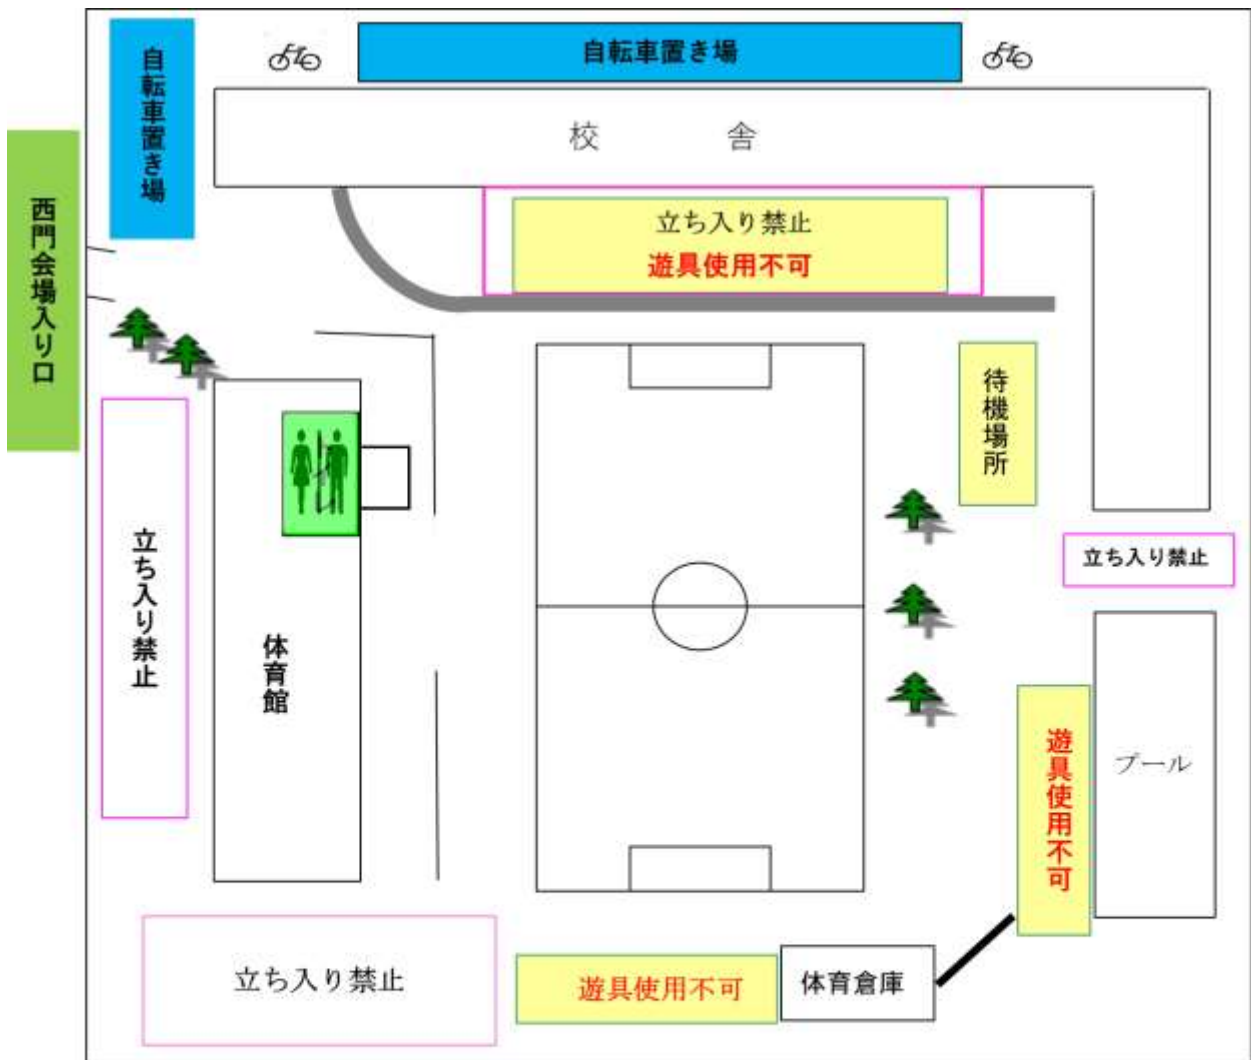 自転車置き場
自転車置き場
校舎
西門会場入り口
立ち入り禁止
遊具使用不可
待機場所
立ち入り禁止
立ち入り禁止
体育館
遊具使用不可
プール
立ち入り禁止
遊具使用不可
体育倉庫